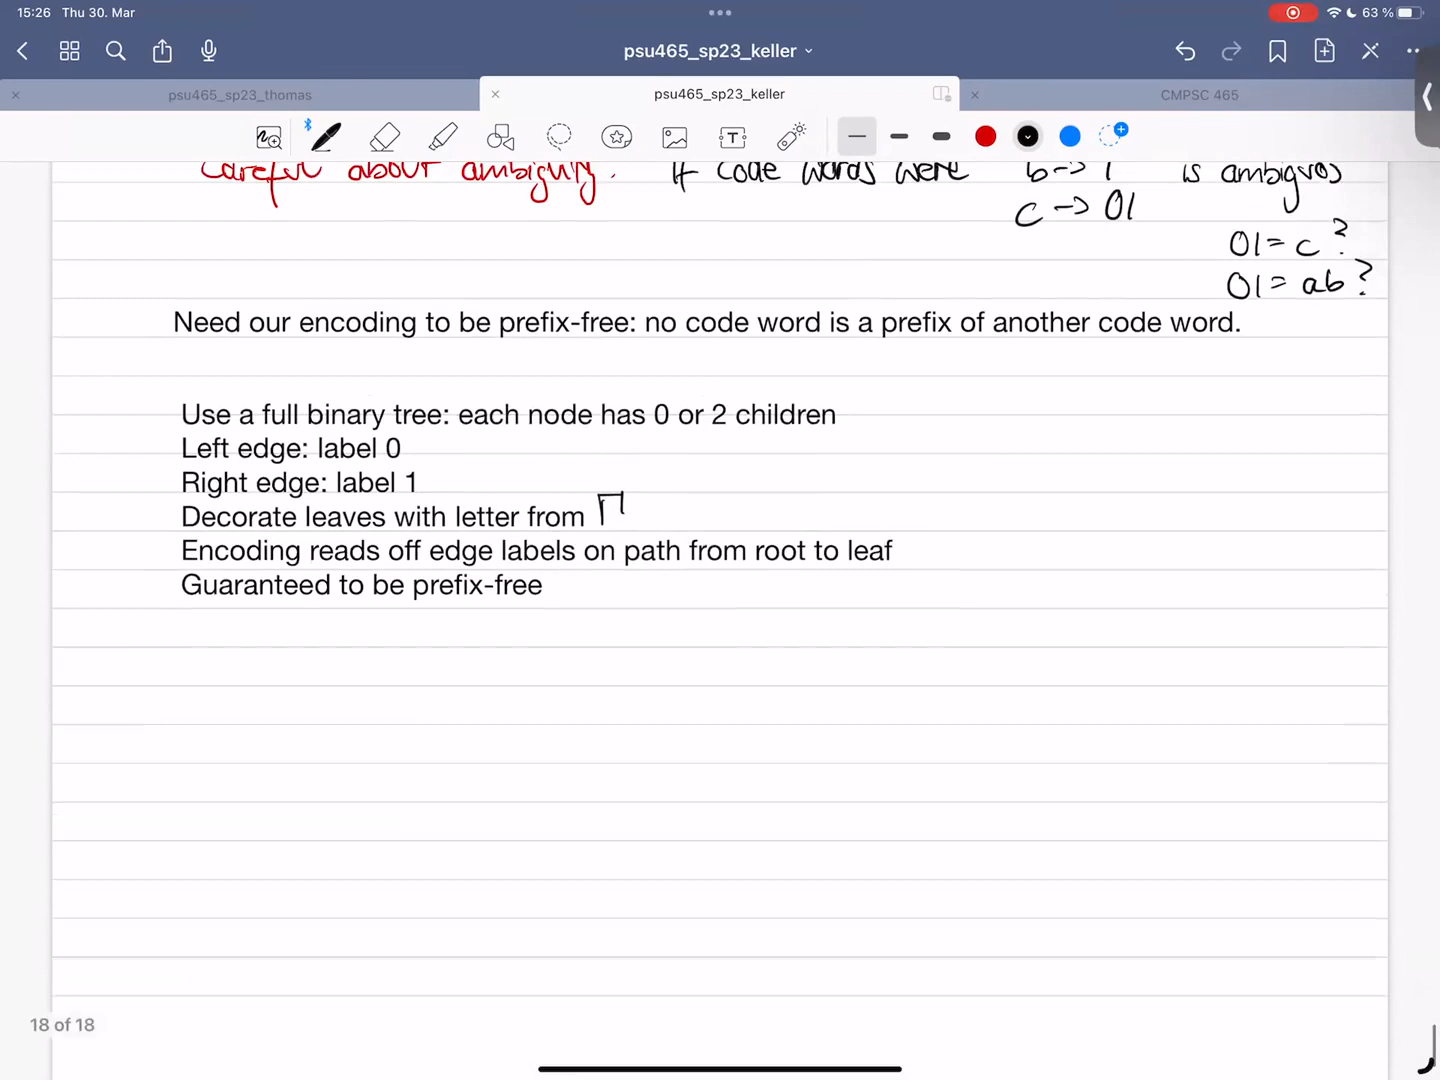 15:26 Thu 30. Mar
63 %
psu465_sp23_keller
psu465_sp23_thomas
psu465_sp23_keller
CMPSC 465
careful about ambiguity. If code words were b -> 1 is ambiguos
c -> 01
01 = c ?
01 = ab ?
Need our encoding to be prefix-free: no code word is a prefix of another code word.
Use a full binary tree: each node has 0 or 2 children
Left edge: label 0
Right edge: label 1
Decorate leaves with letter from Γ
Encoding reads off edge labels on path from root to leaf
Guaranteed to be prefix-free
18 of 18